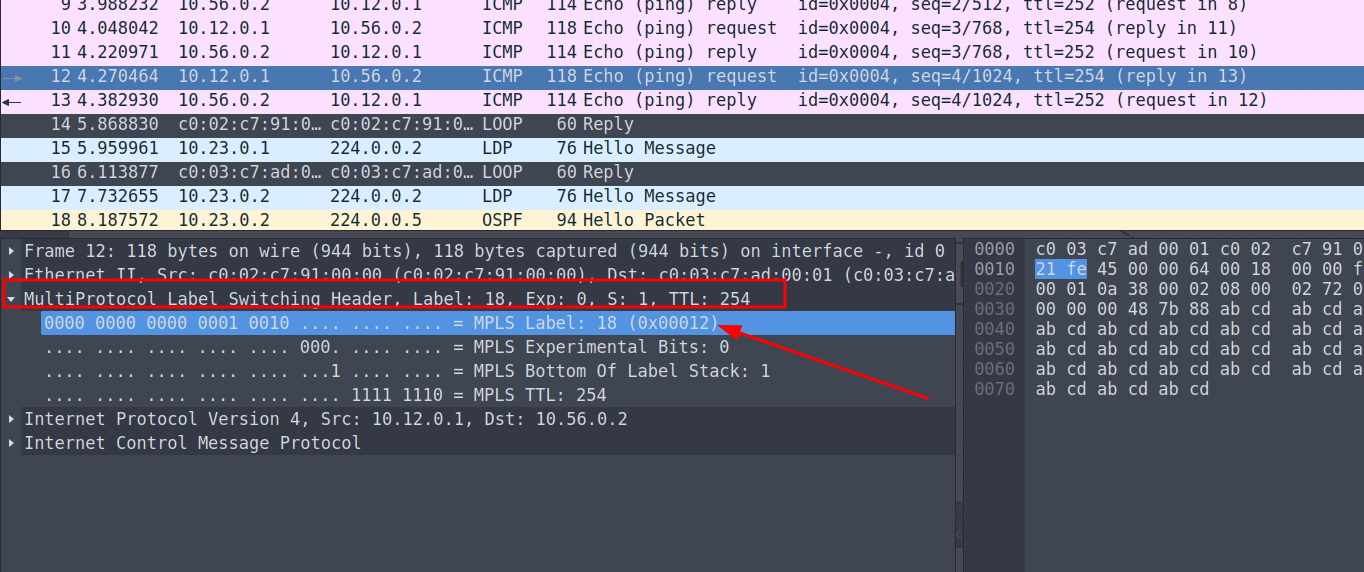 9 3.988232 10.56.0.2 10.12.0.1 ICMP 114 Echo (ping) reply id=0x0004, seq=2/512, ttl=252 (request in 8)
10 4.048042 10.12.0.1 10.56.0.2 ICMP 118 Echo (ping) request id=0x0004, seq=3/768, ttl=254 (reply in 11)
11 4.220971 10.56.0.2 10.12.0.1 ICMP 114 Echo (ping) reply id=0x0004, seq=3/768, ttl=252 (request in 10)
12 4.270464 10.12.0.1 10.56.0.2 ICMP 118 Echo (ping) request id=0x0004, seq=4/1024, ttl=254 (reply in 13)
13 4.382930 10.56.0.2 10.12.0.1 ICMP 114 Echo (ping) reply id=0x0004, seq=4/1024, ttl=252 (request in 12)
14 5.868830 c0:02:c7:91:0… c0:02:c7:91:0… LOOP 60 Reply
15 5.959961 10.23.0.1 224.0.0.2 LDP 76 Hello Message
16 6.113877 c0:03:c7:ad:0… c0:03:c7:ad:0… LOOP 60 Reply
17 7.732655 10.23.0.2 224.0.0.2 LDP 76 Hello Message
18 8.187572 10.23.0.2 224.0.0.5 OSPF 94 Hello Packet
Frame 12: 118 bytes on wire (944 bits), 118 bytes captured (944 bits) on interface -, id 0
Ethernet II, Src: c0:02:c7:91:00:00 (c0:02:c7:91:00:00), Dst: c0:03:c7:ad:00:01 (c0:03:c7:a
MultiProtocol Label Switching Header, Label: 18, Exp: 0, S: 1, TTL: 254
0000 0000 0000 0001 0010 .... .... .... = MPLS Label: 18 (0x00012)
.... .... .... .... .... 000. .... .... = MPLS Experimental Bits: 0
.... .... .... .... .... ...1 .... .... = MPLS Bottom Of Label Stack: 1
.... .... .... .... .... .... 1111 1110 = MPLS TTL: 254
Internet Protocol Version 4, Src: 10.12.0.1, Dst: 10.56.0.2
Internet Control Message Protocol
0000 c0 03 c7 ad 00 01 c0 02 c7 91 0
0010 21 fe 45 00 00 64 00 18 00 00 f
0020 00 01 0a 38 00 02 08 00 02 72 0
0030 00 00 00 48 7b 88 ab cd ab cd a
0040 ab cd ab cd ab cd ab cd ab cd a
0050 ab cd ab cd ab cd ab cd ab cd a
0060 ab cd ab cd ab cd ab cd ab cd a
0070 ab cd ab cd ab cd